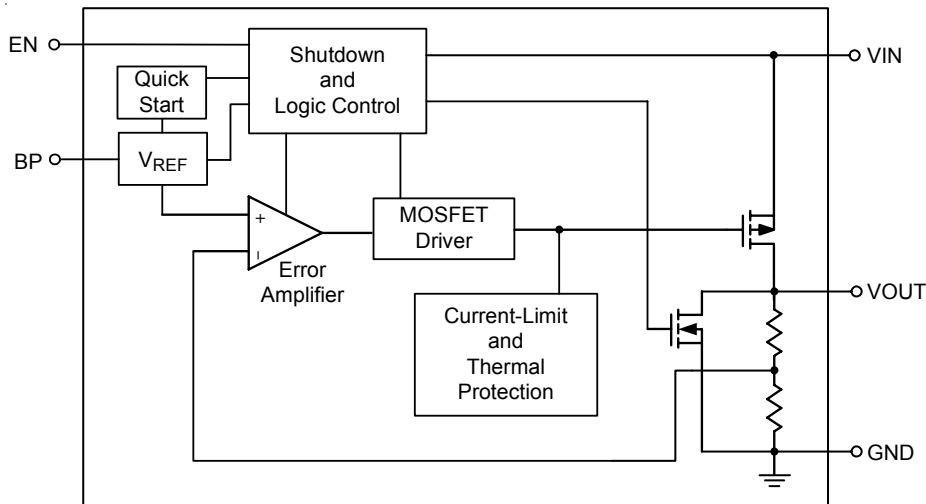 EN
Quick
Start
BP
V_REF
Shutdown
and
Logic Control
VIN
+
−
Error
Amplifier
MOSFET
Driver
Current-Limit
and
Thermal
Protection
VOUT
GND